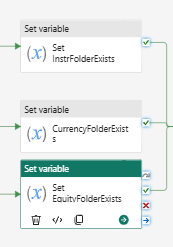 Set variable
(x)
Set
InstrFolderExists
Set variable
(x)
CurrencyFolderExist
s
Set variable
(x)
Set
EquityFolderExists